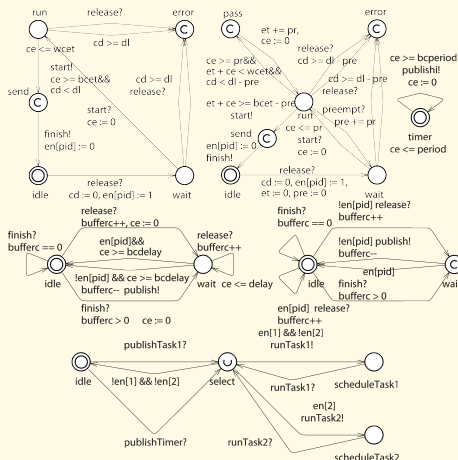 run
release?
error
cd >= dl
ce <= wcet
start!
ce >= bcet&&
cd < dl
cd >= dl
release?
send
C
C
start?
ce := 0
finish!
en[pid] := 0
release?
idle
cd := 0, en[pid] := 1
wait
pass
et += pr,
ce := 0
error
C
C
release?
cd >= dl - pre
ce >= pr&&
et + ce < wcet&&
cd < dl - pre
cd >= dl - pre
release?
et + ce >= bcet - pre
start!
run
ce <= pr
preempt?
pre += pr
send
C
start?
ce := 0
en[pid] := 0
finish!
release?
idle
cd := 0, en[pid] := 1,
et := 0, pre := 0
wait
ce >= bcperiod
publish!
ce := 0
timer
ce <= period
release?
bufferc++, ce := 0
finish?
bufferc == 0
en[pid]&&
ce >= bcdelay
release?
bufferc++
idle
!en[pid] && ce >= bcdelay
bufferc-- publish!
wait
ce <= delay
finish?
bufferc > 0 ce := 0
finish?
bufferc == 0
!en[pid] release?
bufferc++
!en[pid] publish!
bufferc--
en[pid]
C
idle
finish?
bufferc > 0
wai
en[pid] release?
bufferc++
en[1] && !en[2]
runTask1!
publishTask1?
idle
!en[1] && !en[2]
select
runTask1?
scheduleTask1
en[2]
runTask2!
publishTimer?
runTask2?
scheduleTask2